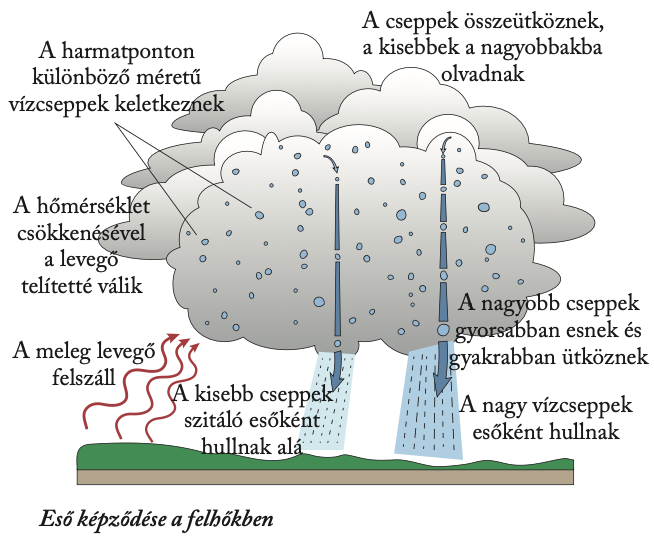 A harmatponton
különböző méretű
vízcseppek keletkeznek
A cseppek összeütköznek,
a kisebbek a nagyobbakba
olvadnak
A hőmérséklet
csökkenésével
a levegő
telítetté válik
A meleg levegő
felszáll
A kisebb cseppek
szitáló esőként
hullnak alá
A nagyobb cseppek
gyorsabban esnek és
gyakrabban ütköznek
A nagy vízcseppek
esőként hullnak
Eső képződése a felhőkben